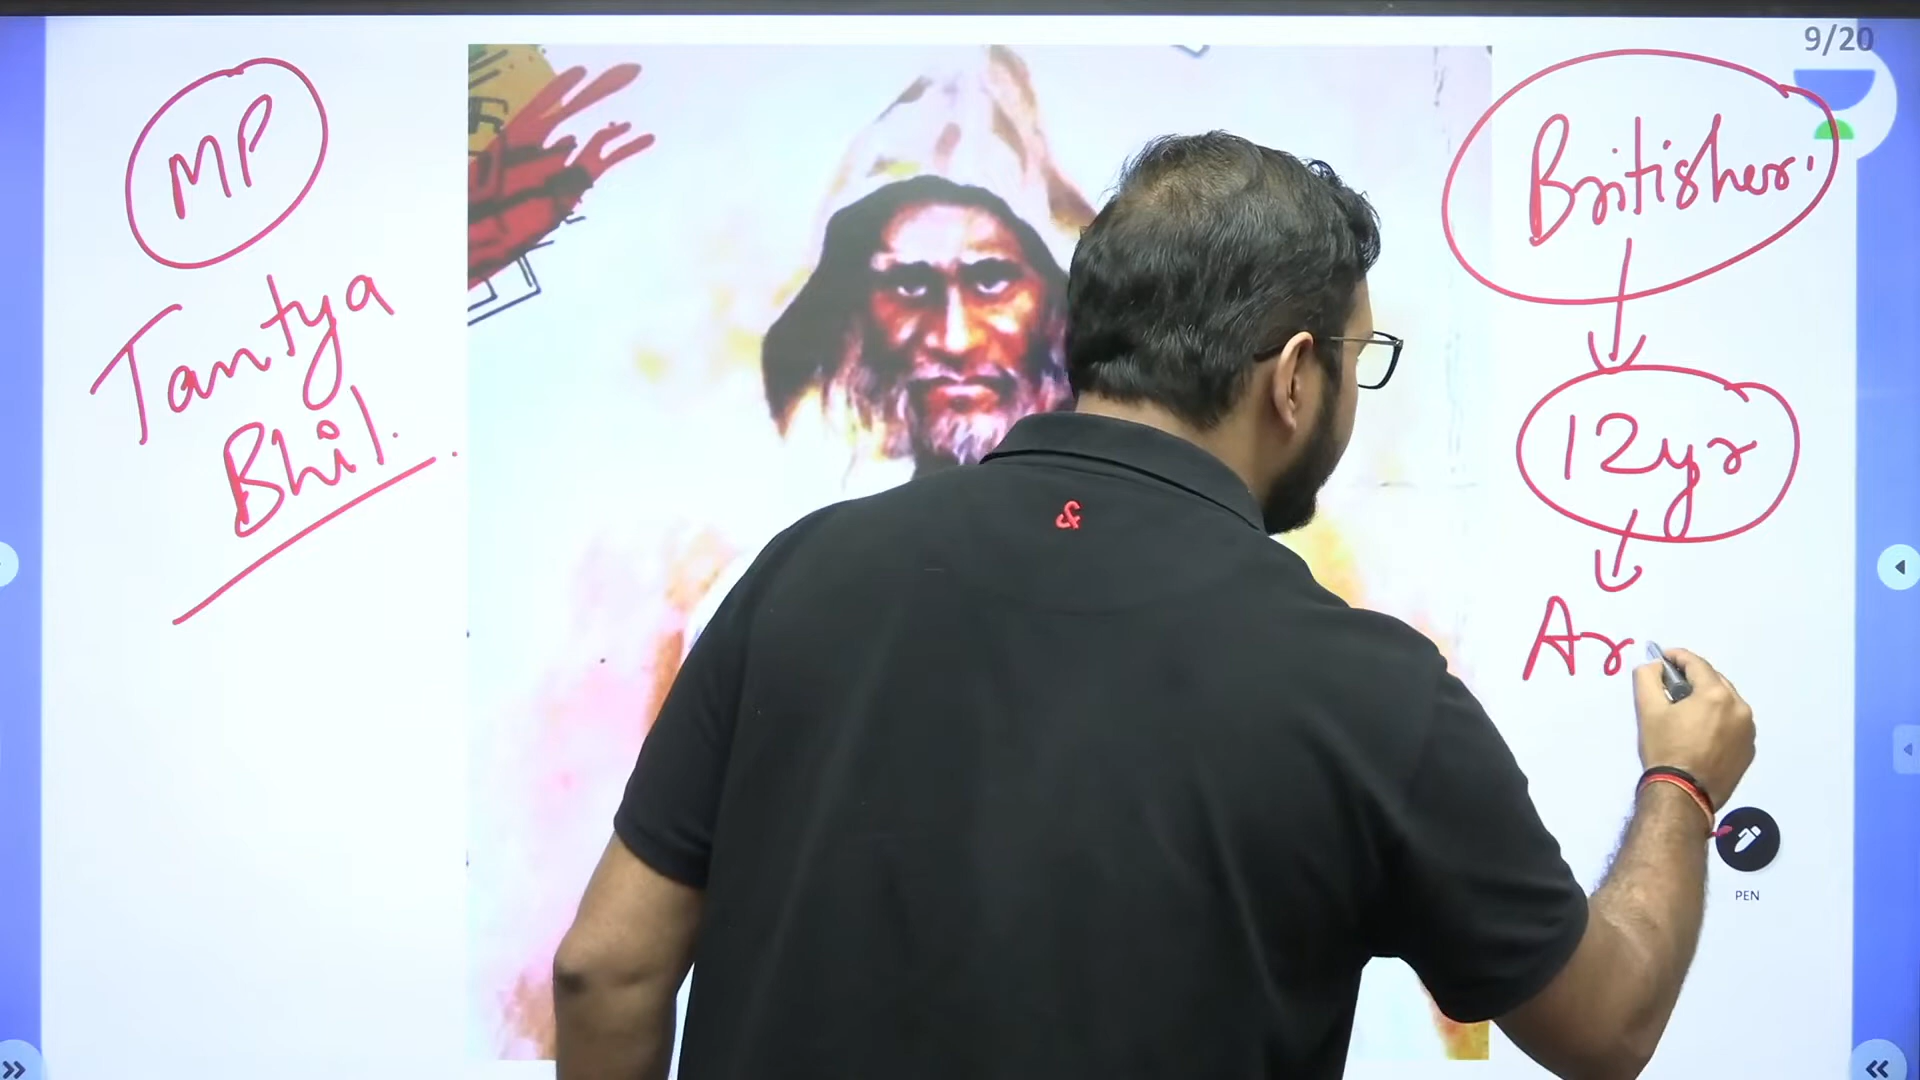 9/20
MP
Tantya
Bhil.
Britisher.
12yr
Ar
&
PEN